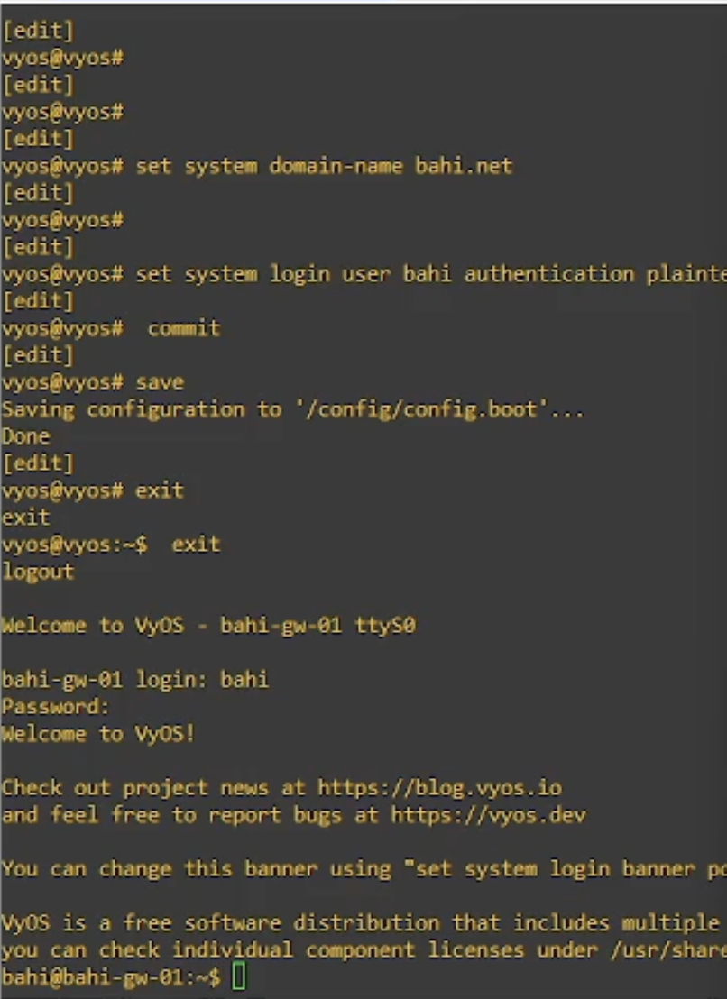 [edit]
vyos@vyos#
[edit]
vyos@vyos#
[edit]
vyos@vyos# set system domain-name bahi.net
[edit]
vyos@vyos#
[edit]
vyos@vyos# set system login user bahi authentication plainte
[edit]
vyos@vyos#  commit
[edit]
vyos@vyos# save
Saving configuration to '/config/config.boot'...
Done
[edit]
vyos@vyos# exit
exit
vyos@vyos:~$  exit
logout
Welcome to VyOS - bahi-gw-01 ttyS0
bahi-gw-01 login: bahi
Password:
Welcome to VyOS!
Check out project news at https://blog.vyos.io
and feel free to report bugs at https://vyos.dev
You can change this banner using "set system login banner po
VyOS is a free software distribution that includes multiple
you can check individual component licenses under /usr/share
bahi@bahi-gw-01:~$